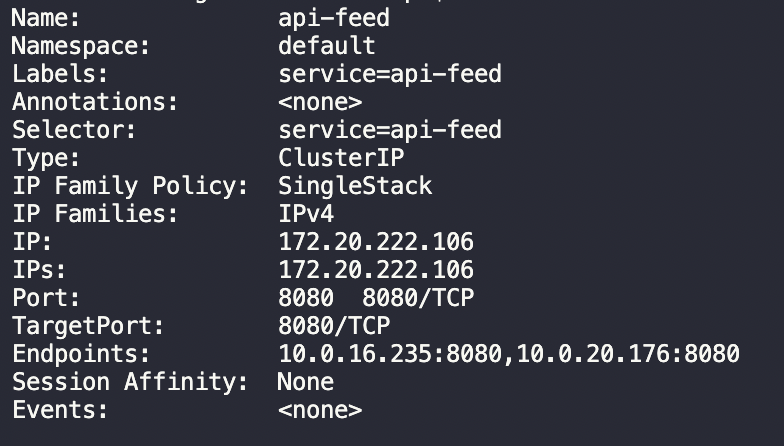 Name: api-feed
Namespace: default
Labels: service=api-feed
Annotations: <none>
Selector: service=api-feed
Type: ClusterIP
IP Family Policy: SingleStack
IP Families: IPv4
IP: 172.20.222.106
IPs: 172.20.222.106
Port: 8080 8080/TCP
TargetPort: 8080/TCP
Endpoints: 10.0.16.235:8080,10.0.20.176:8080
Session Affinity: None
Events: <none>